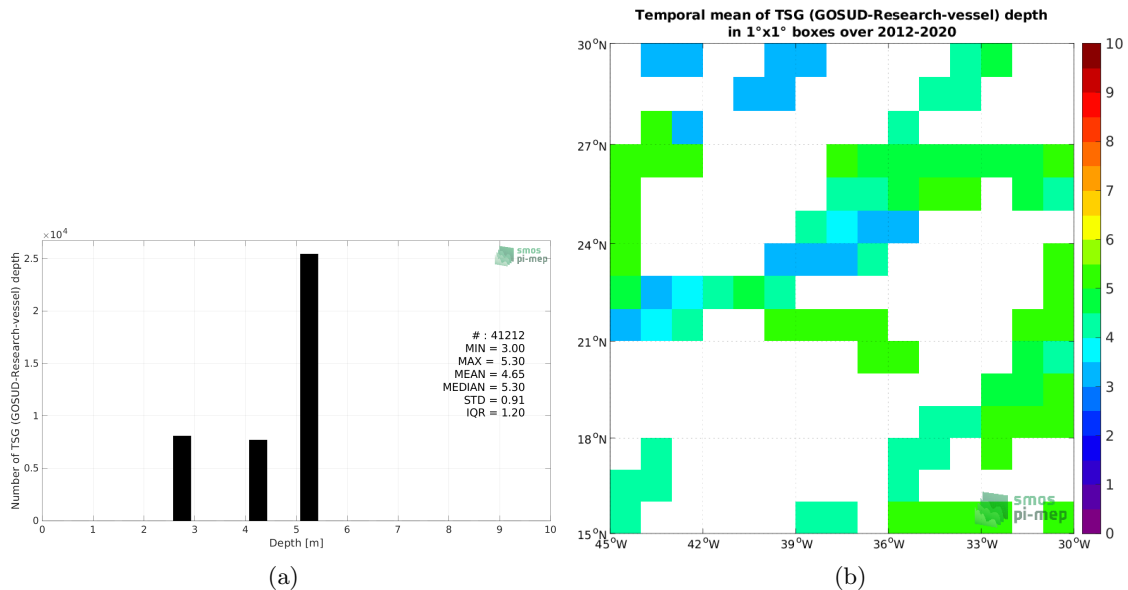 ×10⁴
2.5
2
1.5
1
0.5
0
Number of TSG (GOSUD-Research-vessel) depth
0 1 2 3 4 5 6 7 8 9 10
Depth [m]
smos
pi-mep
# : 41212
MIN = 3.00
MAX = 5.30
MEAN = 4.65
MEDIAN = 5.30
STD = 0.91
IQR = 1.20
(a)
Temporal mean of TSG (GOSUD-Research-vessel) depth
in 1°x1° boxes over 2012-2020
30°N
27°N
24°N
21°N
18°N
15°N
45°W 42°W 39°W 36°W 33°W 30°W
smos
pi-mep
10
9
8
7
6
5
4
3
2
1
0
(b)